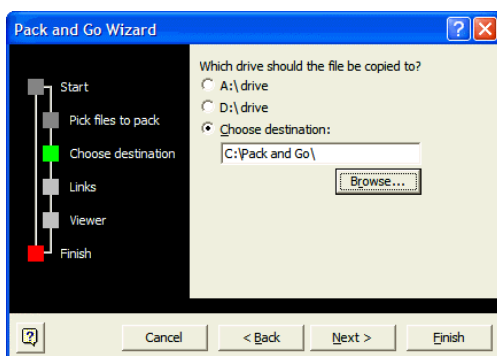 Pack and Go Wizard
Which drive should the file be copied to?
A:\ drive
D:\ drive
Choose destination:
C:\Pack and Go\
Browse...
Start
Pick files to pack
Choose destination
Links
Viewer
Finish
?
Cancel
< Back
Next >
Finish